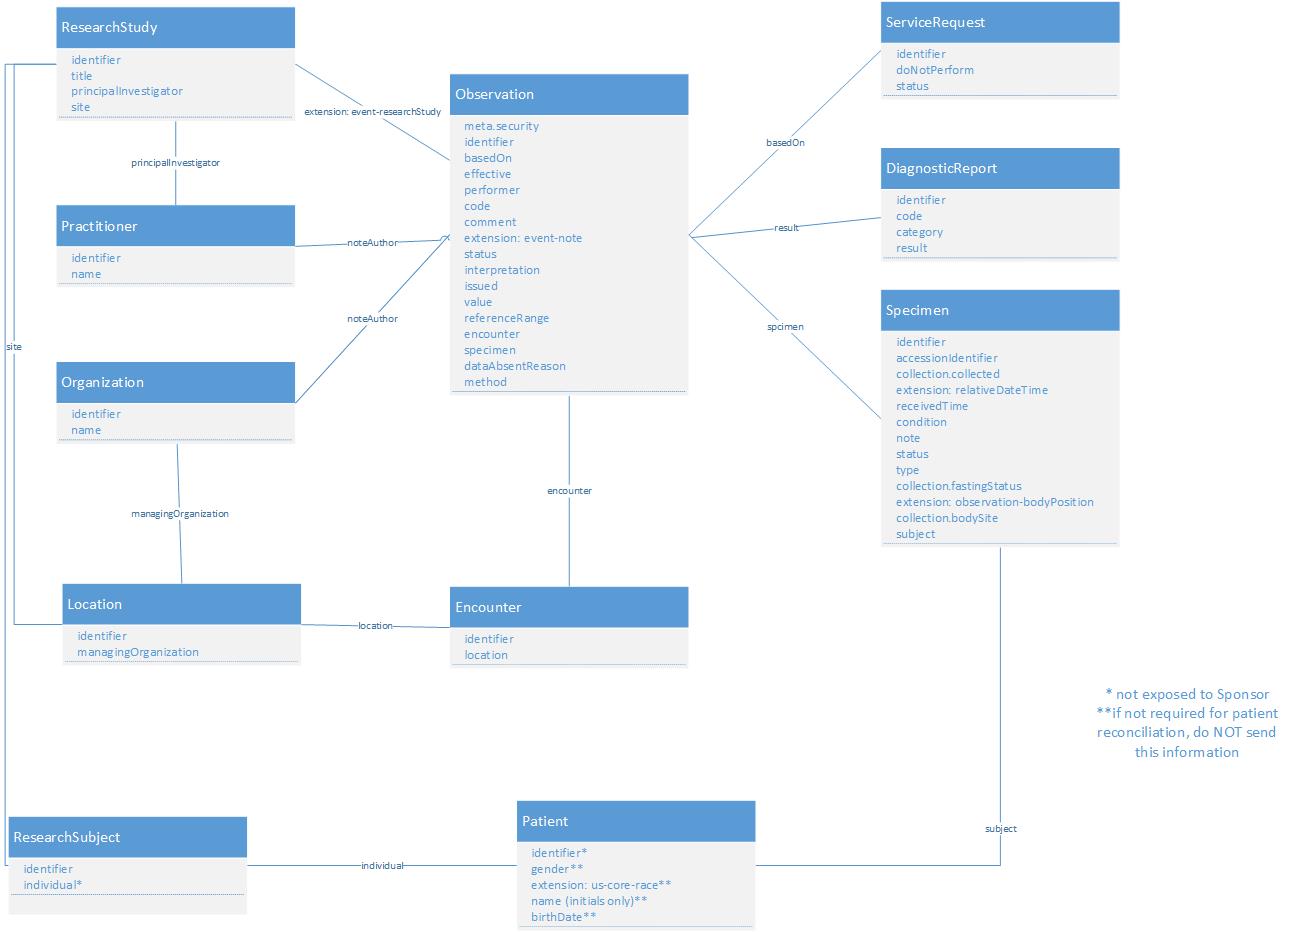 ResearchStudy
identifier
title
principalInvestigator
site
extension: event-researchStudy
principalInvestigator
Practitioner
identifier
name
noteAuthor
noteAuthor
site
Organization
identifier
name
managingOrganization
Location
identifier
managingOrganization
location
Observation
meta.security
identifier
basedOn
effective
performer
code
comment
extension: event-note
status
interpretation
issued
value
referenceRange
encounter
specimen
dataAbsentReason
method
encounter
Encounter
identifier
location
ServiceRequest
identifier
doNotPerform
status
basedOn
DiagnosticReport
identifier
code
category
result
result
spcimen
Specimen
identifier
accessionIdentifier
collection.collected
extension: relativeDateTime
receivedTime
condition
note
status
type
collection.fastingStatus
extension: observation-bodyPosition
collection.bodySite
subject
* not exposed to Sponsor
**if not required for patient
reconciliation, do NOT send
this information
ResearchSubject
identifier
individual*
individual
Patient
identifier*
gender**
extension: us-core-race**
name (initials only)**
birthDate**
subject